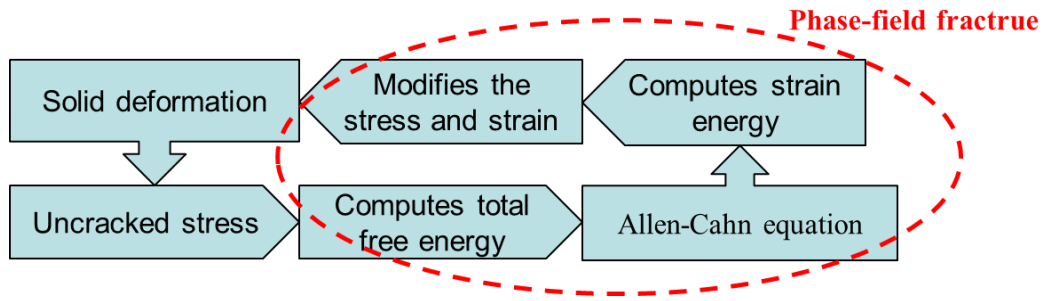 Phase-field fractrue
Solid deformation
Modifies the
stress and strain
Computes strain
energy
Uncracked stress
Computes total
free energy
Allen-Cahn equation